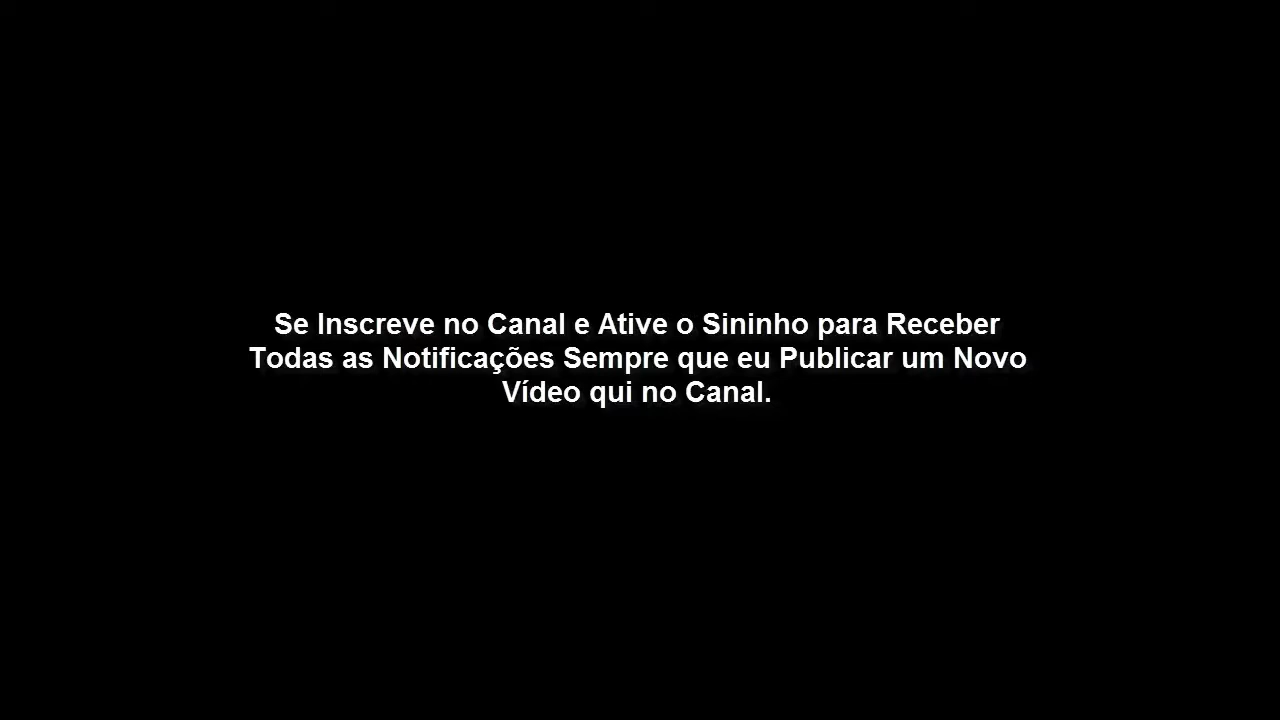 Se Inscreve no Canal e Ative o Sininho para Receber
Todas as Notificações Sempre que eu Publicar um Novo
Vídeo qui no Canal.